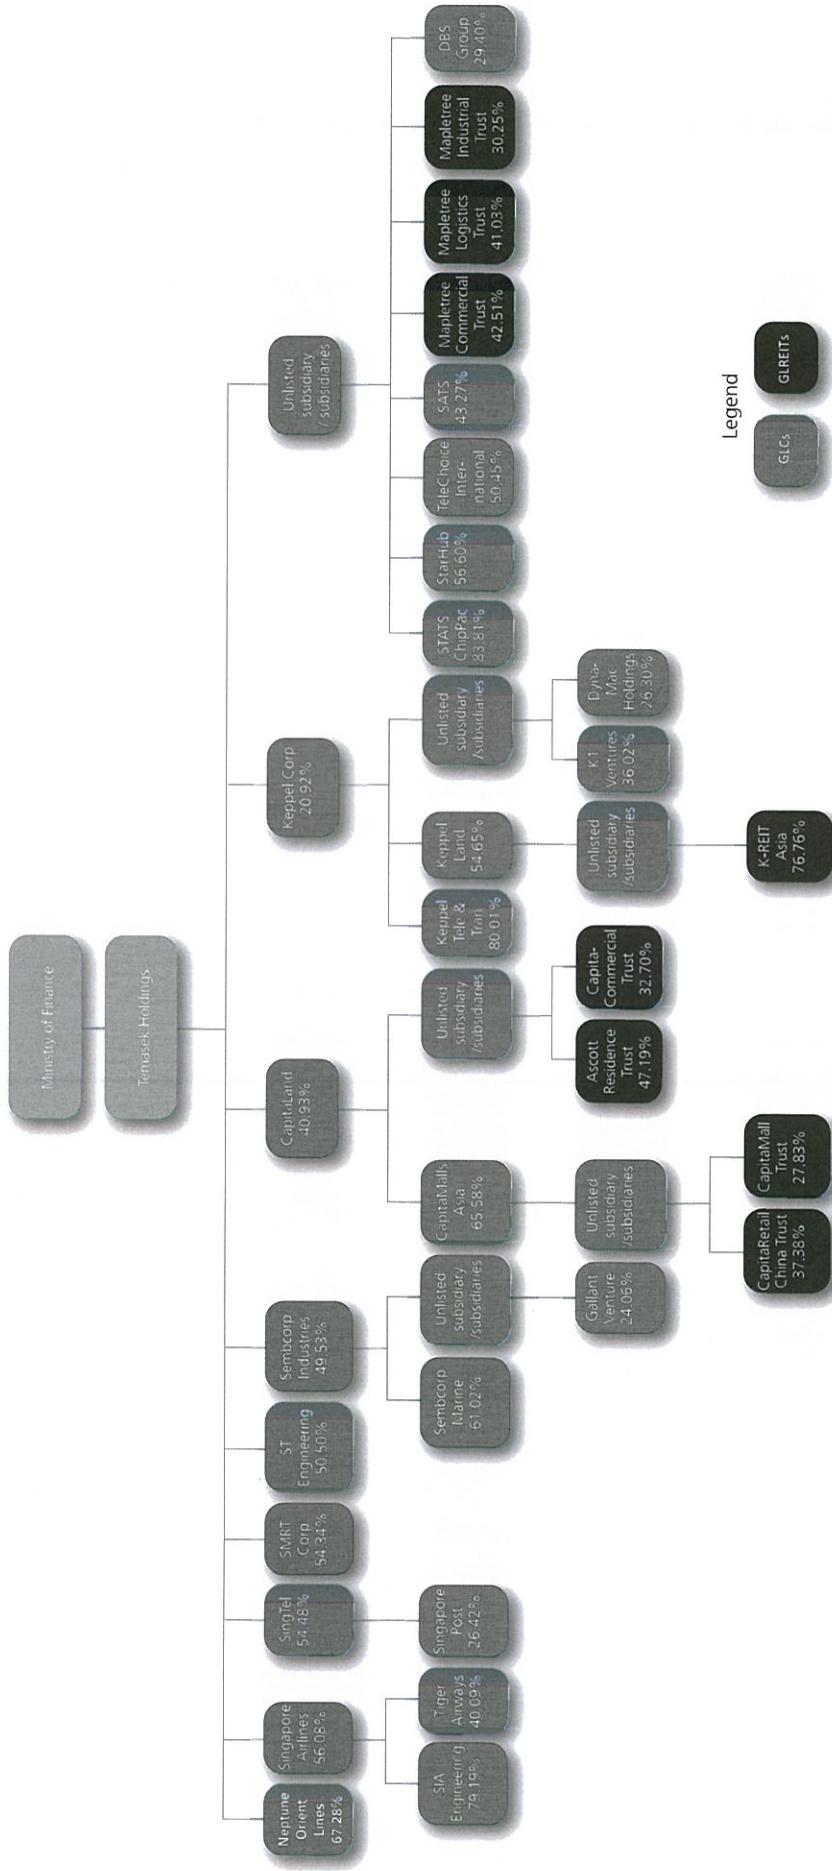 Ministry of Finance
Temasek Holdings
Neptune
Orient
Lines
67.28%
Singapore
Airlines
56.08%
SingTel
54.48%
SMRT
Corp
54.34%
ST
Engineering
50.50%
Sembcorp
Industries
49.53%
CapitaLand
40.93%
Keppel Corp
20.92%
Unlisted
subsidiary
/ subsidiaries
SIA
Engineering
79.19%
Tiger
Airways
40.09%
Singapore
Post
26.42%
Sembcorp
Marine
61.02%
Unlisted
subsidiary
/subsidiaries
CapitaMalls
Asia
65.58%
Unlisted
subsidiary
/subsidiaries
Keppel
Tele &
Tran
80.01%
Keppel
Land
54.65%
Unlisted
subsidiary
/subsidiaries
STATS
ChipPac
83.81%
StarHub
56.60%
TeleChoice
Inter-
national
50.45%
SATS
43.27%
Mapletree
Commercial
Trust
42.51%
Mapletree
Logistics
Trust
41.03%
Mapletree
Industrial
Trust
30.25%
DBS
Group
29.40%
Gallant
Venture
24.06%
Unlisted
subsidiary
/subsidiaries
Ascott
Residence
Trust
47.19%
Capita-
Commercial
Trust
32.70%
Unlisted
subsidiary
/subsidiaries
K1
Ventures
36.02%
Dyna-
Mac
Holdings
26.30%
CapitaRetail
China Trust
37.38%
CapitaMall
Trust
27.83%
K-REIT
Asia
76.76%
Legend
GLCs
GLREITs